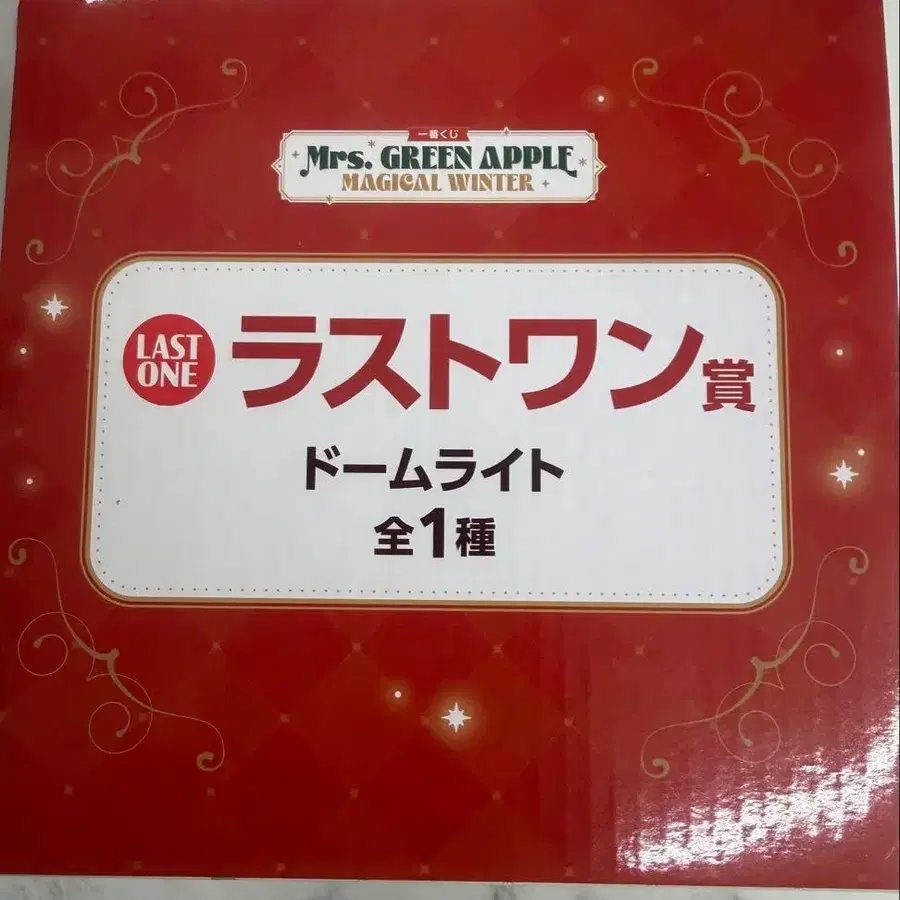 一番くじ
Mrs. GREEN APPLE
MAGICAL WINTER
LAST
ONE
ラストワン賞
ドームライト
全1種